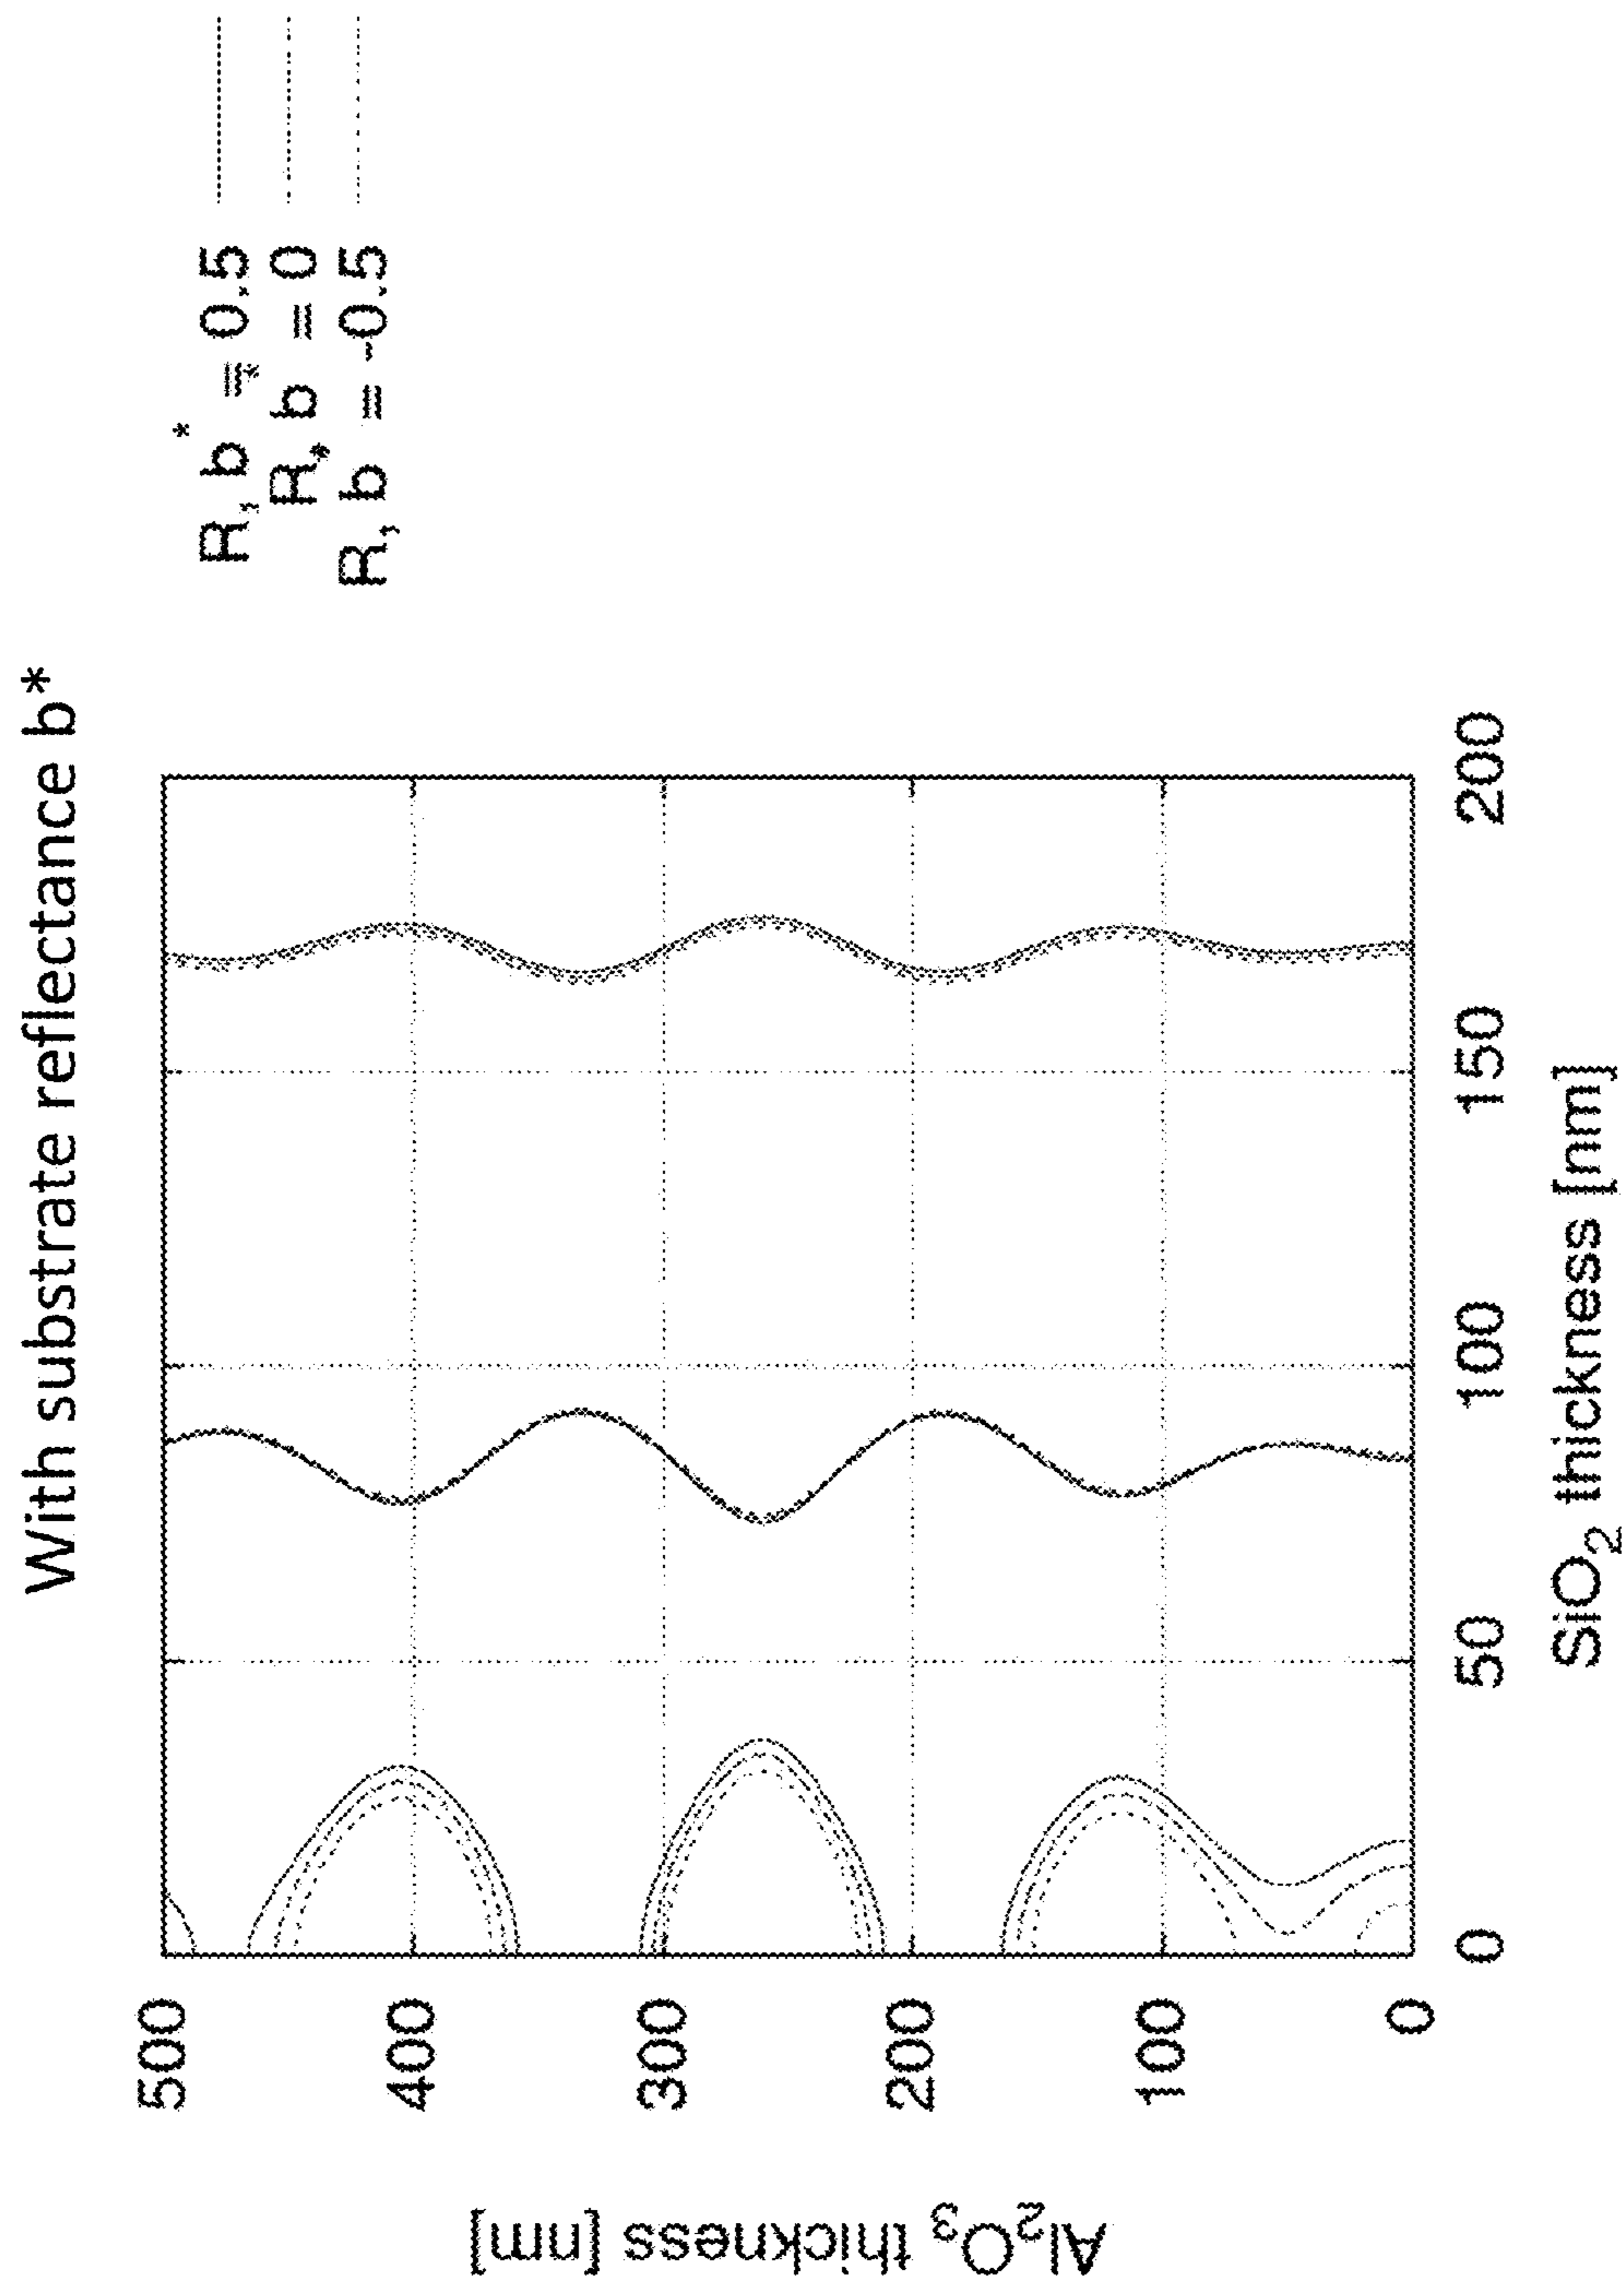 With substrate reflectance b*
R, b* = 0.5
R, b* = 0
R, b* = -0.5
Al₂O₃ thickness [nm]
500
400
300
200
100
0
0
50
100
150
200
SiO₂ thickness [nm]